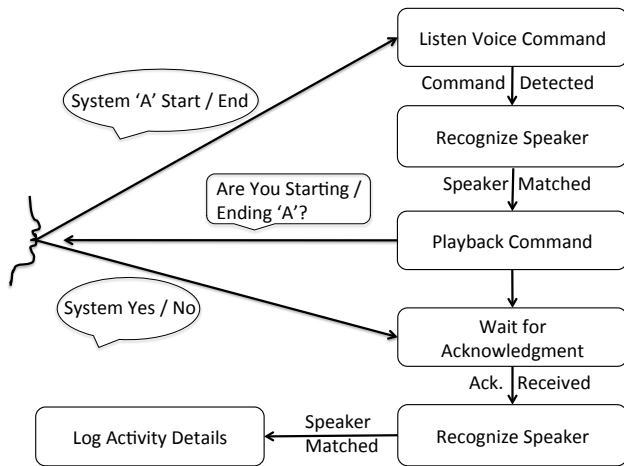 Listen Voice Command
System ‘A’ Start / End
Command Detected
Recognize Speaker
Speaker Matched
Are You Starting /
Ending ‘A’?
Playback Command
System Yes / No
Wait for
Acknowledgment
Ack. Received
Log Activity Details
Speaker
Matched
Recognize Speaker